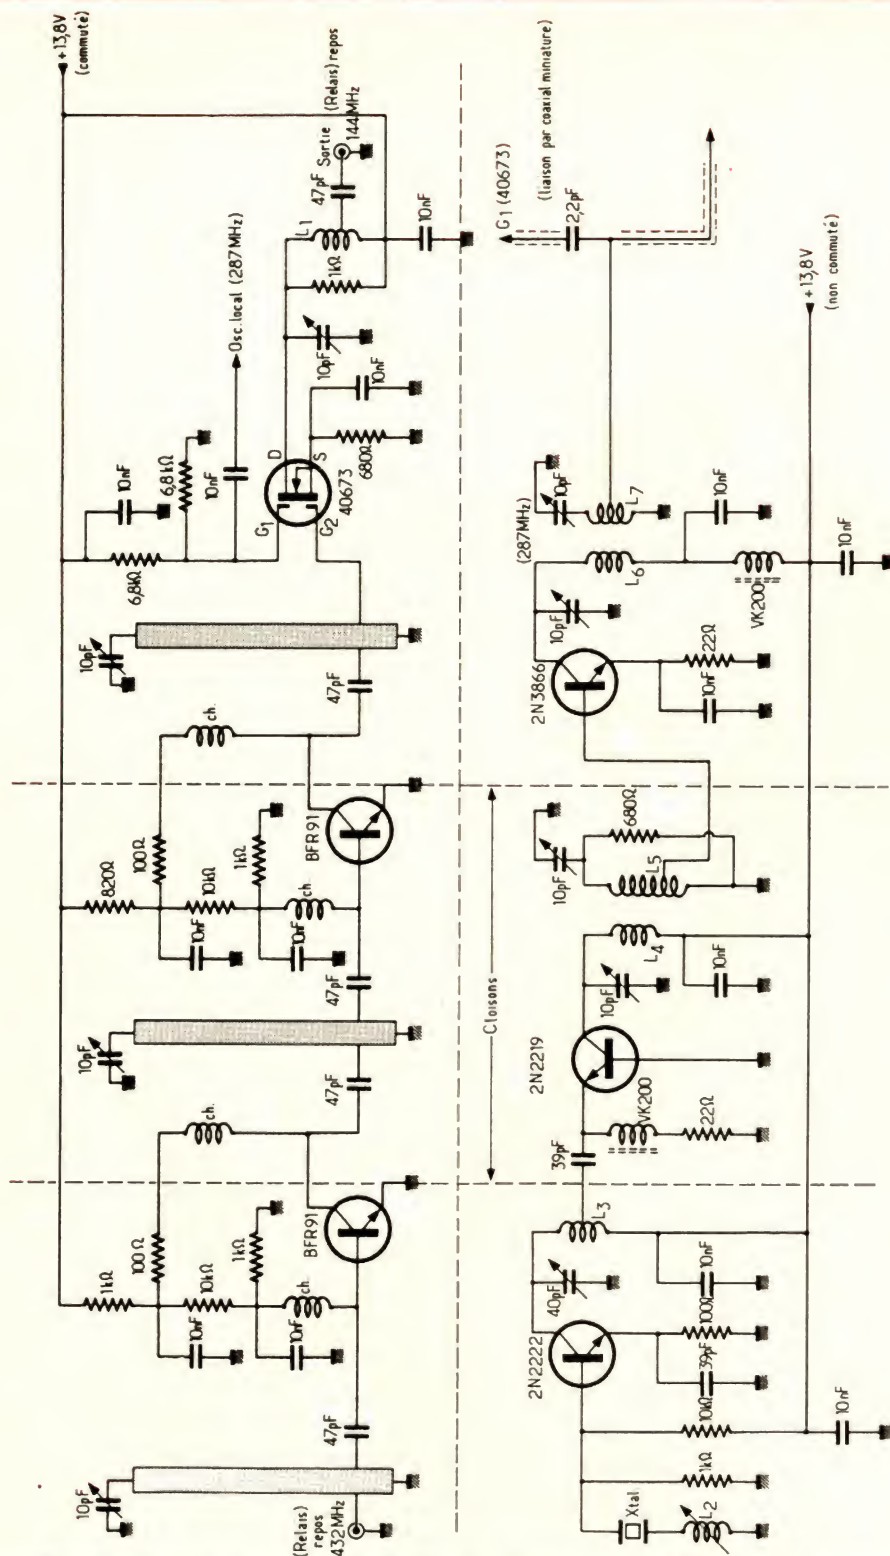 10pF
(Relais)
repos
432MHz
47pF
1kΩ
100Ω
10kΩ
1kΩ
10nF
10nF
ch.
ch.
BFR91
47pF
10pF
47pF
820Ω
100Ω
10kΩ
1kΩ
10nF
10nF
ch.
ch.
BFR91
47pF
10pF
6,8kΩ
10nF
6,8kΩ
10nF
Osc.local (287MHz)
G1
G2
D
S
40673
680Ω
10nF
10pF
1kΩ
L1
47pF
Sortie (Relais) repos
144MHz
10nF
+13,8V
(commuté)
Cloisons
Xtal
L2
1kΩ
10kΩ
10nF
2N2222
39pF
100Ω
10nF
40pF
L3
39pF
VK200
22Ω
2N2219
10pF
L4
10nF
10pF
L5
680Ω
2N3866
10nF
22Ω
10pF
(287MHz)
L6
10pF
L7
10nF
VK200
10nF
G1 (40673)
2,2pF
(liaison par coaxial miniature)
+13,8V
(non commuté)